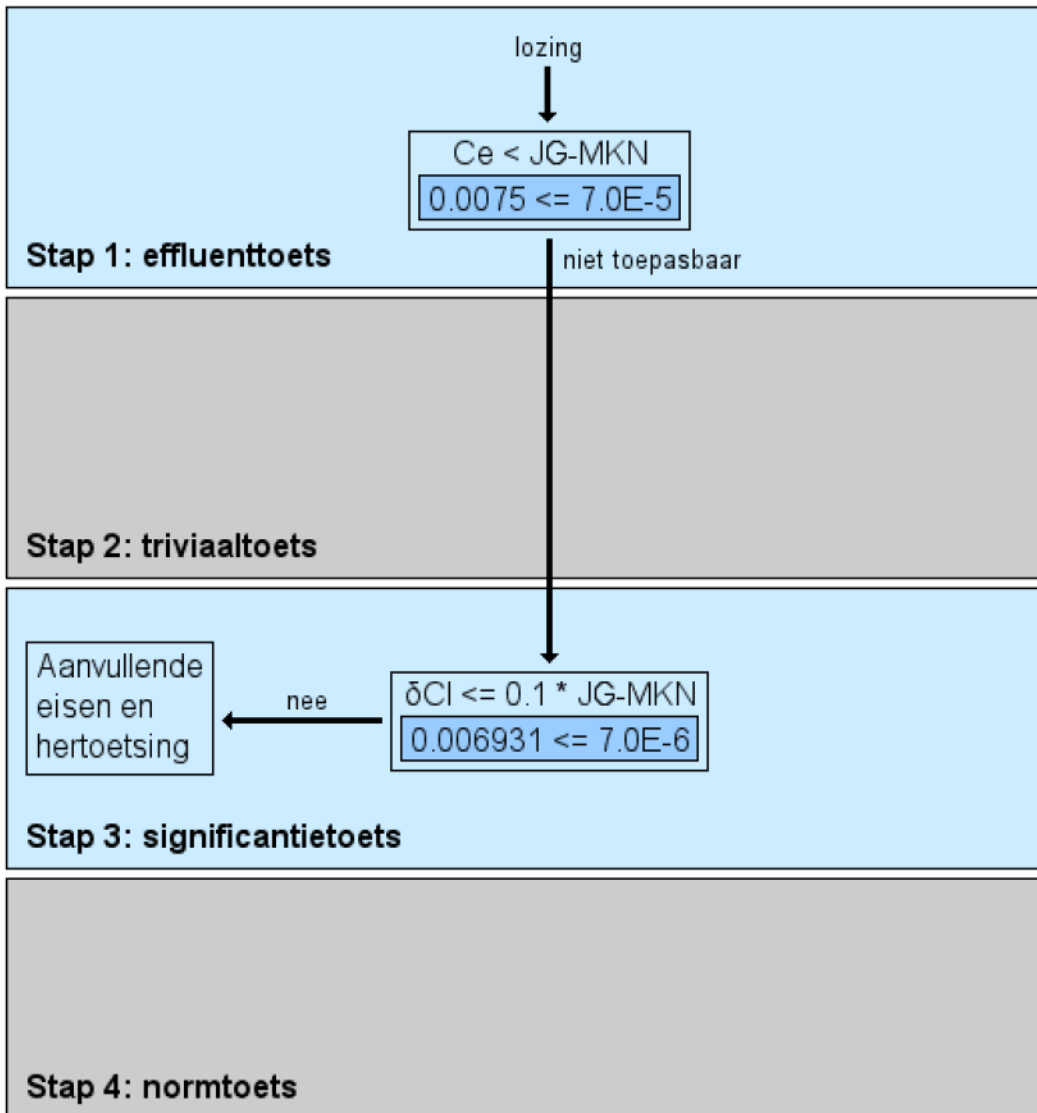 lozing
Ce < JG-MKN
0.0075 <= 7.0E-5
Stap 1: effluenttoets
niet toepasbaar
Stap 2: triviaaltoets
Aanvullende
eisen en
hertoetsing
nee
δCl <= 0.1 * JG-MKN
0.006931 <= 7.0E-6
Stap 3: significantietoets
Stap 4: normtoets